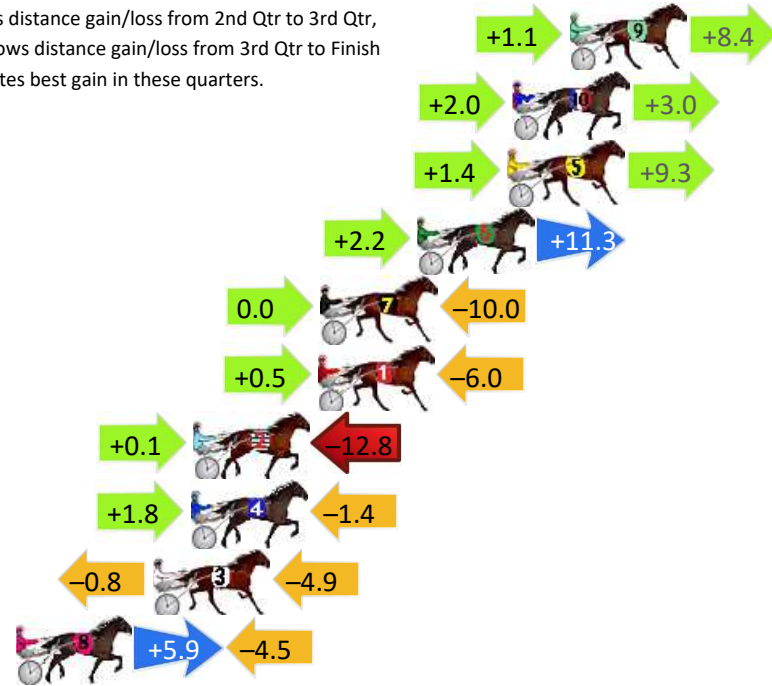 s distance gain/loss from 2nd Qtr to 3rd Qtr,
ows distance gain/loss from 3rd Qtr to Finish
tes best gain in these quarters.
+1.1 9 +8.4
+2.0 10 +3.0
+1.4 5 +9.3
+2.2 6 +11.3
0.0 7 –10.0
+0.5 1 –6.0
+0.1 2 –12.8
+1.8 4 –1.4
–0.8 3 –4.9
8 +5.9 –4.5